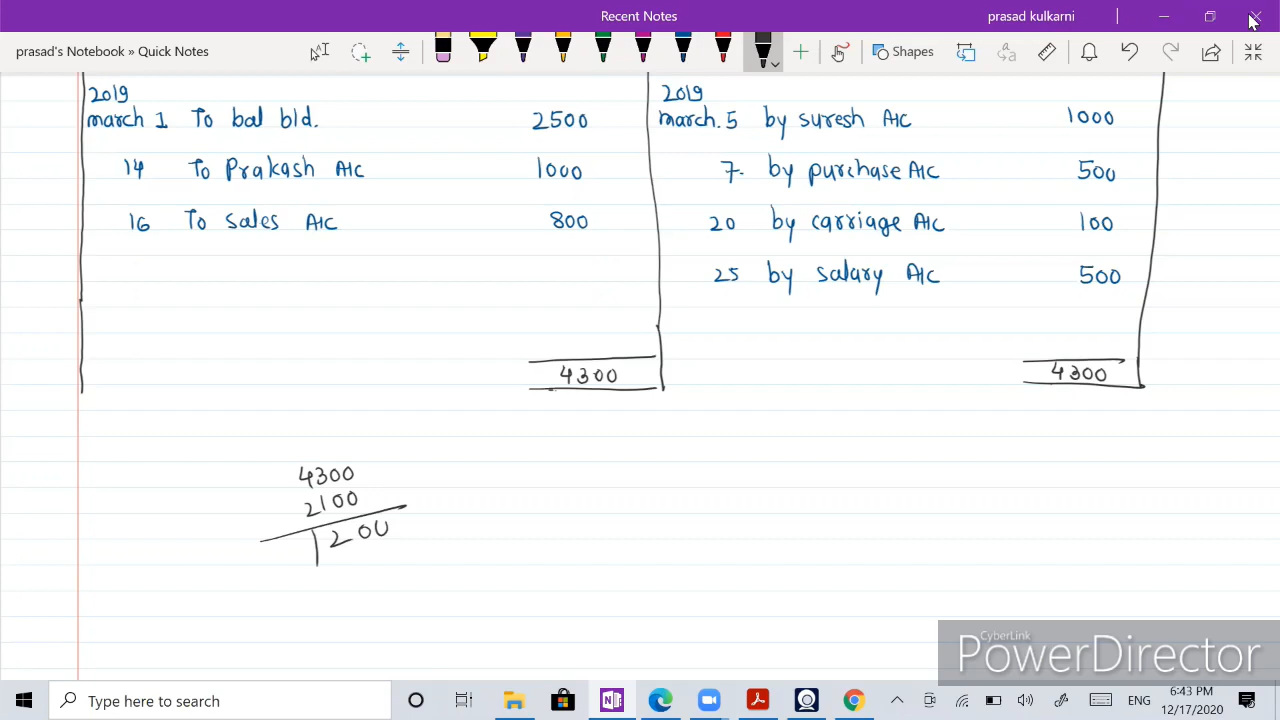 Recent Notes
prasad kulkarni
prasad's Notebook » Quick Notes
Shapes
2019
march 1 To bal bld. 2500
14 To Prakash A/C 1000
16 To sales A/C 800
4300
2019
march. 5 by suresh A/C 1000
7. by purchase A/C 500
20 by carriage A/C 100
25 by salary A/C 500
4300
4300
2100
1200
CyberLink
PowerDirector
Type here to search
ENG
6:43 PM
12/17/2020